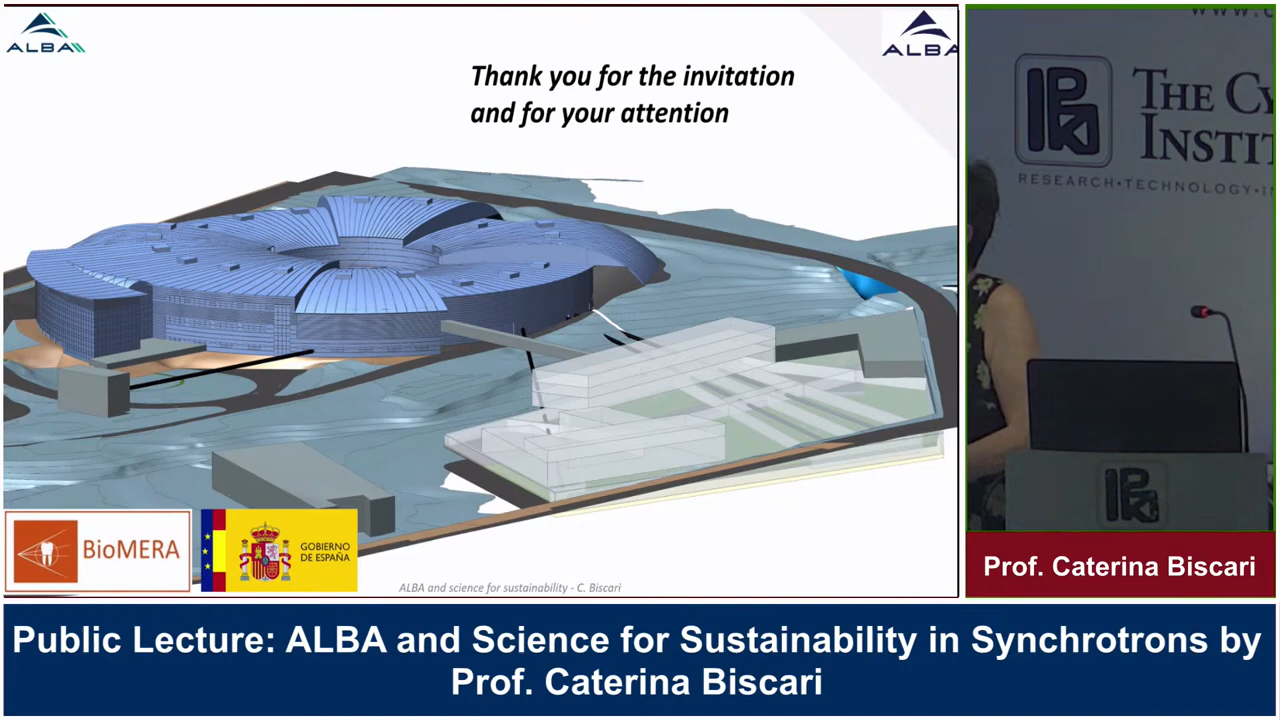 ALBA
ALBA
Thank you for the invitation
and for your attention
BioMERA
GOBIERNO
DE ESPAÑA
ALBA and science for sustainability - C. Biscari
THE
INSTIT
RESEARCH•TECHNOLOGY•
Prof. Caterina Biscari
Public Lecture: ALBA and Science for Sustainability in Synchrotrons by
Prof. Caterina Biscari